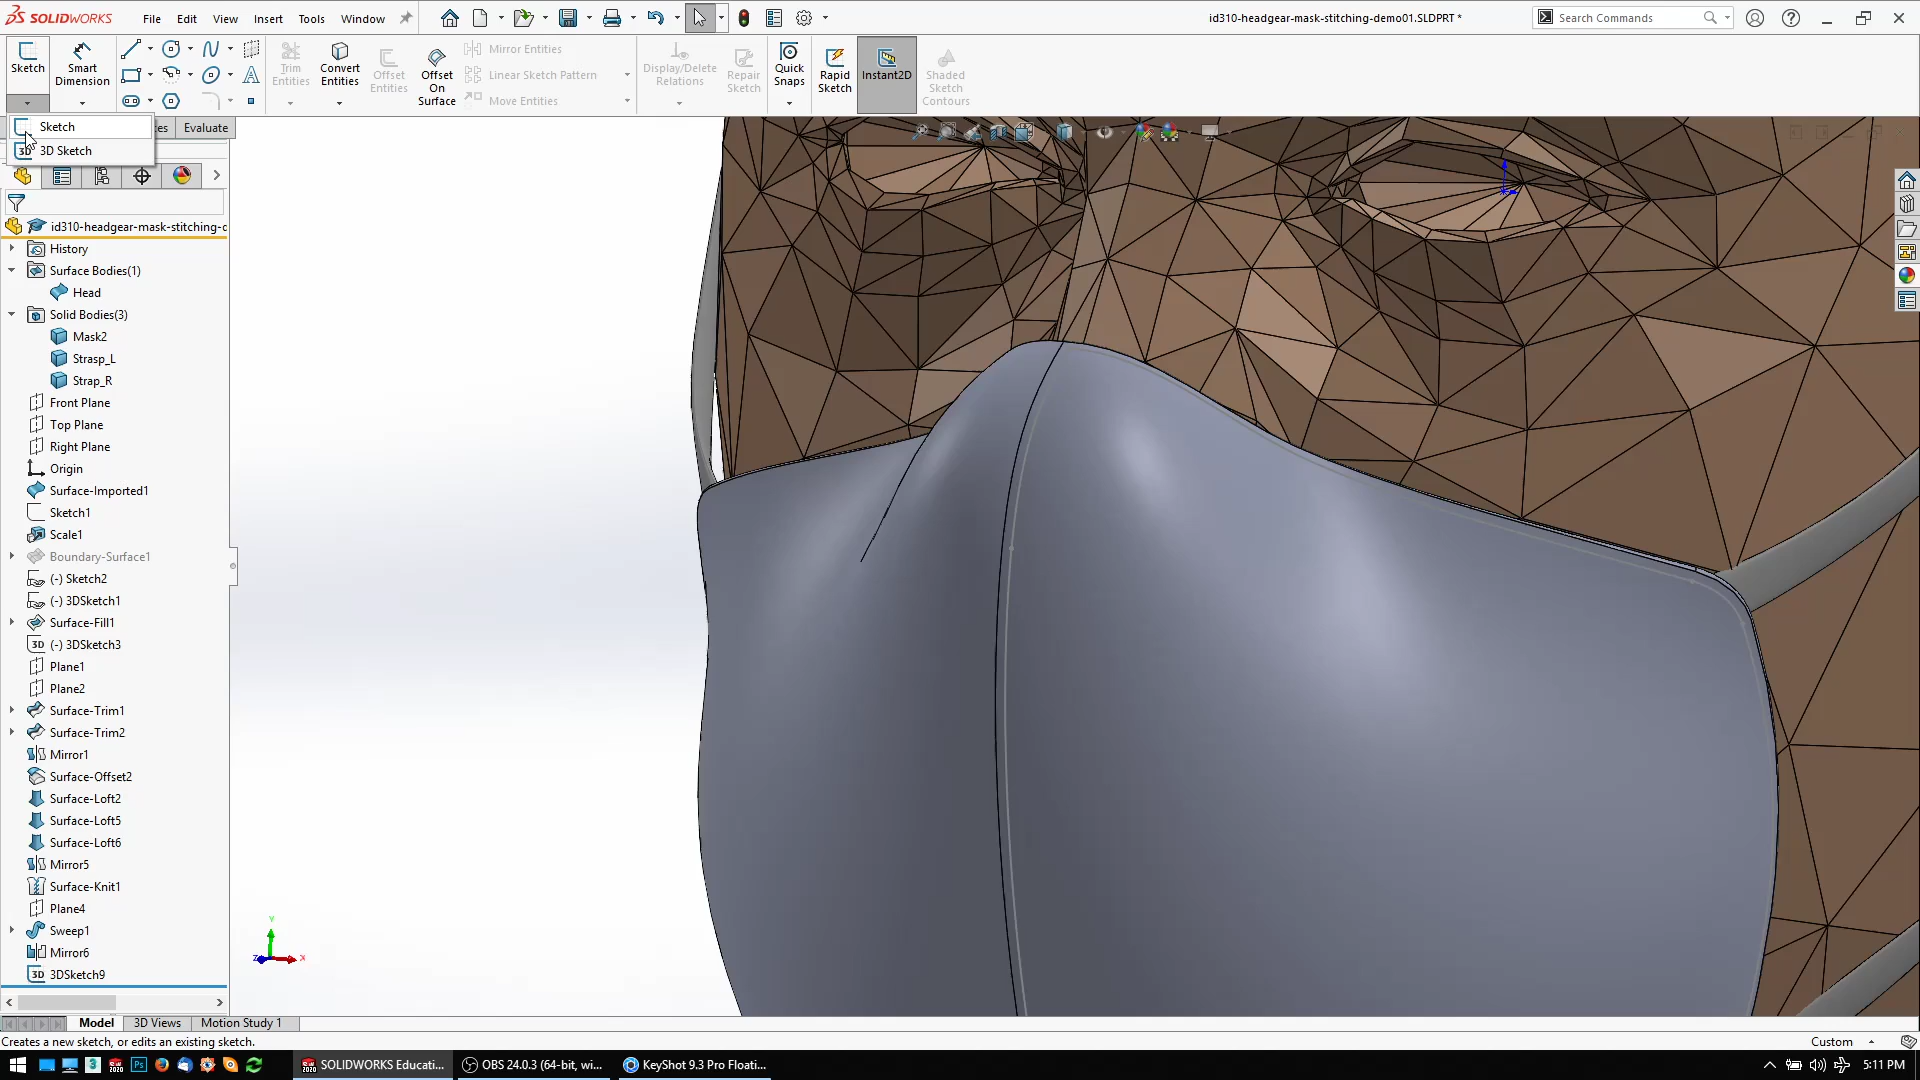 SOLIDWORKS
File Edit View Insert Tools Window
id310-headgear-mask-stitching-demo01.SLDPRT *
Search Commands
Sketch
Smart Dimension
Trim Entities
Convert Entities
Offset Entities
Offset On Surface
Mirror Entities
Linear Sketch Pattern
Move Entities
Display/Delete Relations
Repair Sketch
Quick Snaps
Rapid Sketch
Instant2D
Shaded Sketch Contours
Sketch
3D Sketch
Evaluate
id310-headgear-mask-stitching-
History
Surface Bodies(1)
Head
Solid Bodies(3)
Mask2
Strasp_L
Strap_R
Front Plane
Top Plane
Right Plane
Origin
Surface-Imported1
Sketch1
Scale1
Boundary-Surface1
(-) Sketch2
(-) 3DSketch1
Surface-Fill1
(-) 3DSketch3
Plane1
Plane2
Surface-Trim1
Surface-Trim2
Mirror1
Surface-Offset2
Surface-Loft2
Surface-Loft5
Surface-Loft6
Mirror5
Surface-Knit1
Plane4
Sweep1
Mirror6
3DSketch9
Y
Z X
Model 3D Views Motion Study 1
Creates a new sketch, or edits an existing sketch.
Custom
SOLIDWORKS Educati...
OBS 24.0.3 (64-bit, wi...
KeyShot 9.3 Pro Floati...
5:11 PM